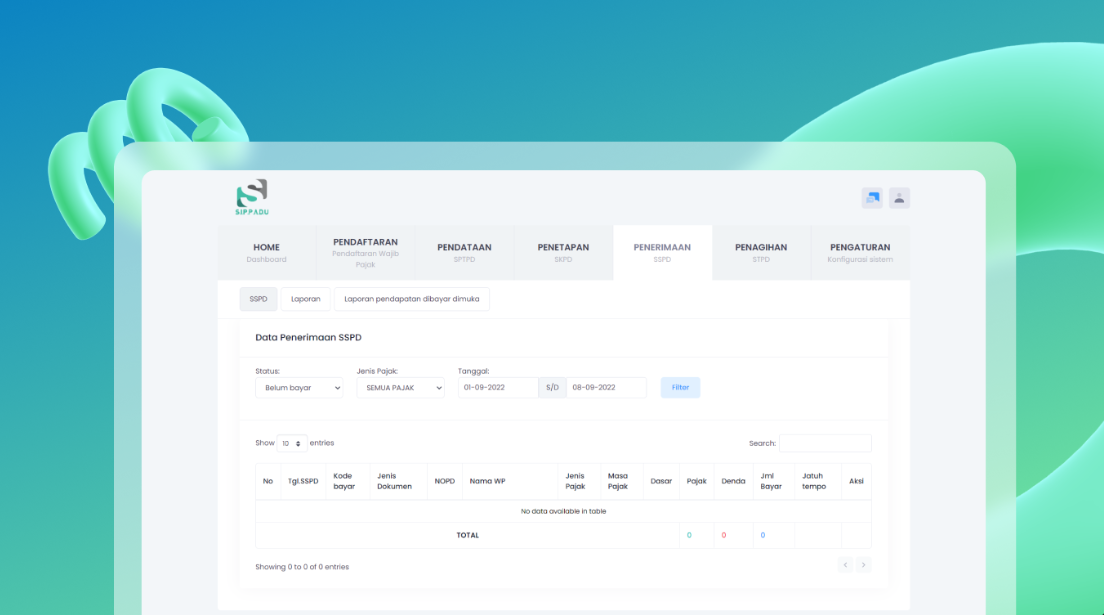 SIPPADU
HOME
Dashboard
PENDAFTARAN
Pendaftaran Wajib
Pajak
PENDATAAN
SPTPD
PENETAPAN
SKPD
PENERIMAAN
SSPD
PENAGIHAN
STPD
PENGATURAN
Konfigurasi sistem
SSPD Laporan Laporan pendapatan dibayar dimuka
Data Penerimaan SSPD
Status: Jenis Pajak: Tanggal:
Belum bayar SEMUA PAJAK 01-09-2022 S/D 08-09-2022 Filter
Show 10 entries Search:
No Tgl.SSPD Kode bayar Jenis Dokumen NOPD Nama WP Jenis Pajak Masa Pajak Dasar Pajak Denda Jml Bayar Jatuh tempo Aksi
No data available in table
TOTAL 0 0 0
Showing 0 to 0 of 0 entries